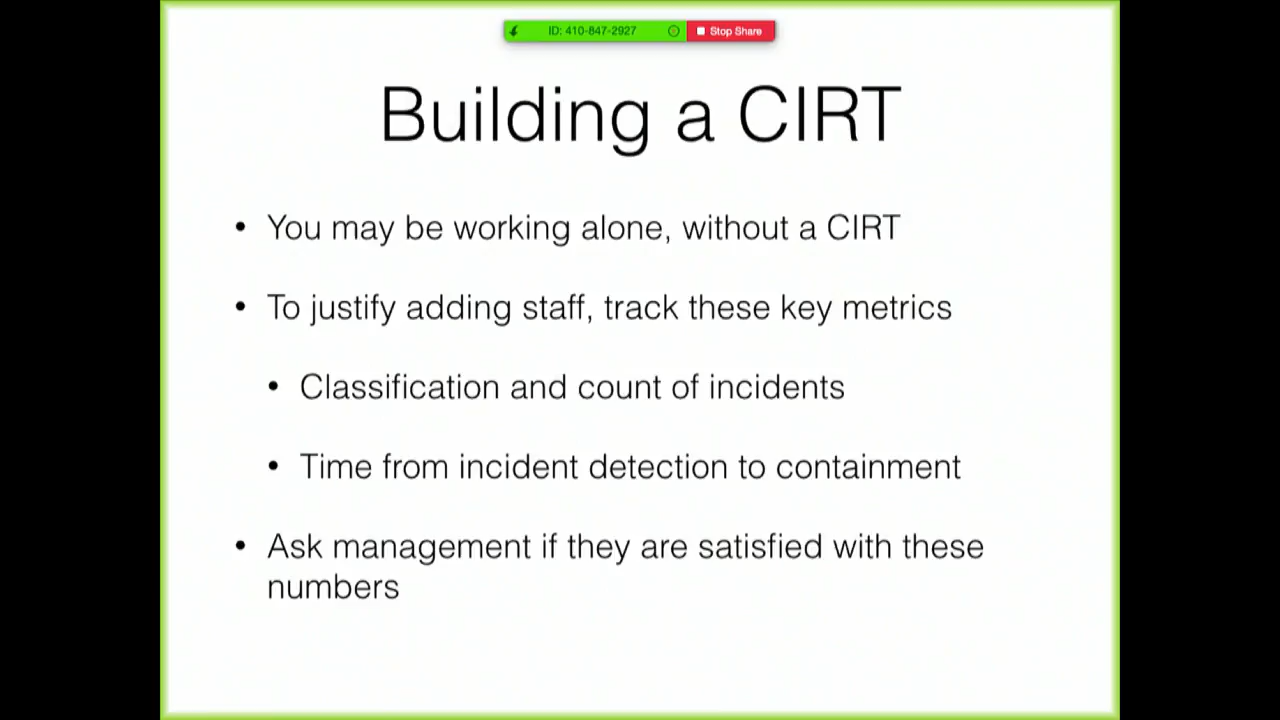 ID: 410-847-2927 Stop Share
Building a CIRT
• You may be working alone, without a CIRT
• To justify adding staff, track these key metrics
• Classification and count of incidents
• Time from incident detection to containment
• Ask management if they are satisfied with these
numbers